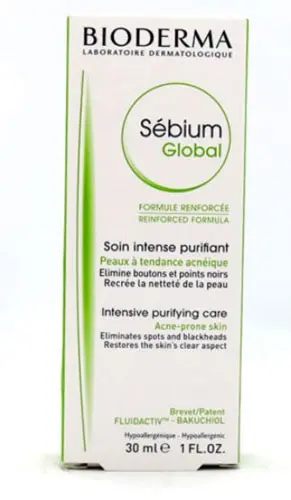 BIODERMA
LABORATOIRE DERMATOLOGIQUE
Sébium
Global
FORMULE RENFORCÉE
REINFORCED FORMULA
Soin intense purifiant
Peaux à tendance acnéique
Elimine boutons et points noirs
Recrée la netteté de la peau
Intensive purifying care
Acne-prone skin
Eliminates spots and blackheads
Restores the skin's clear aspect
Brevet/Patent
FLUIDACTIV™ - BAKUCHIOL
Hypoallergénique - Hypoallergenic
30 ml e 1 FL.OZ.